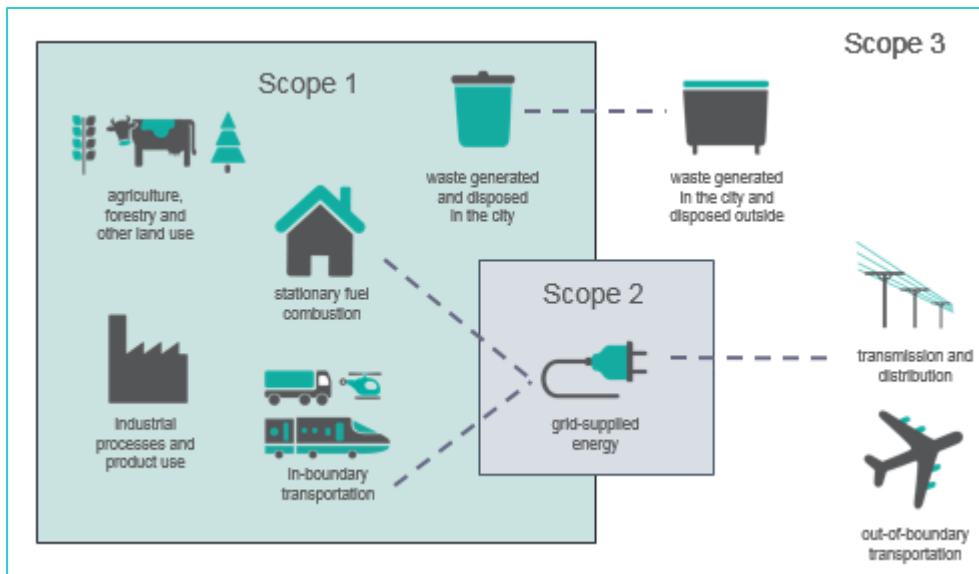 Scope 3
Scope 1
agriculture,
forestry and
other land use
waste generated
and disposed
in the city
waste generated
in the city and
disposed outside
stationary fuel
combustion
Scope 2
grid-supplied
energy
transmission and
distribution
industrial
processes and
product use
in-boundary
transportation
out-of-boundary
transportation